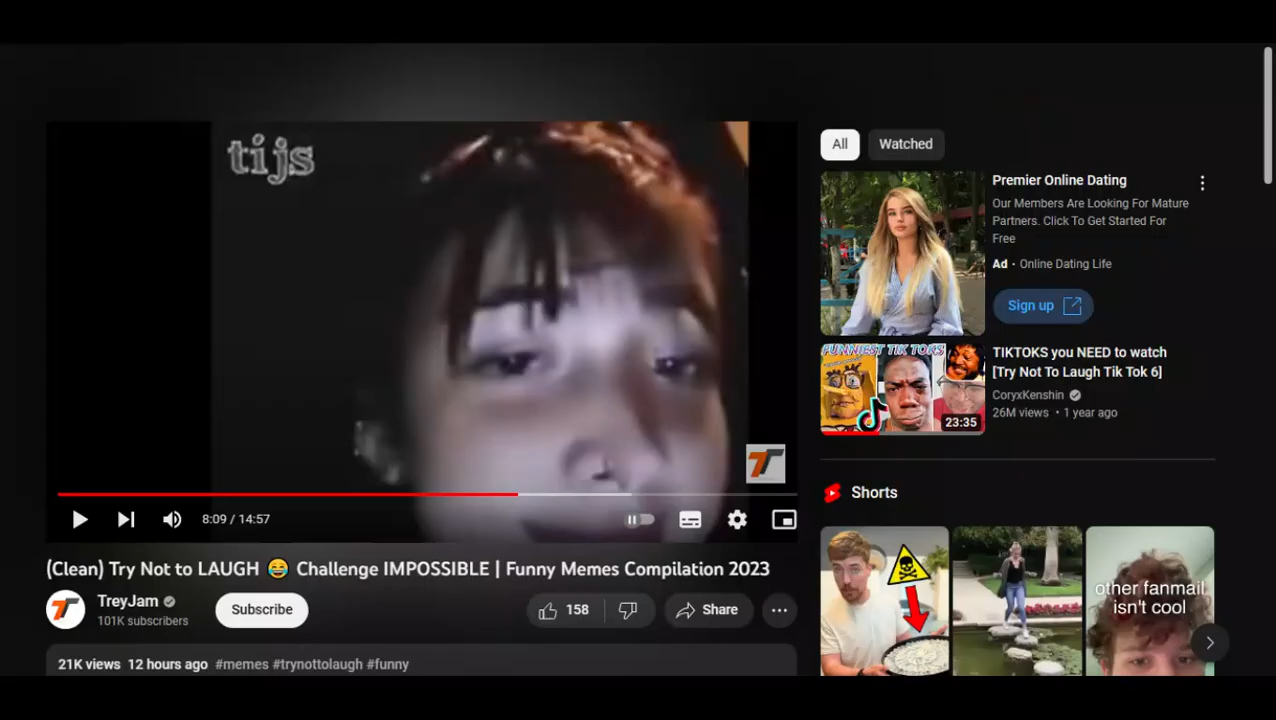 tijs
8:09 / 14:57
(Clean) Try Not to LAUGH 😂 Challenge IMPOSSIBLE | Funny Memes Compilation 2023
TreyJam
101K subscribers
Subscribe
158
Share
21K views 12 hours ago #memes #trynottolaugh #funny
All
Watched
Premier Online Dating
Our Members Are Looking For Mature
Partners. Click To Get Started For
Free
Ad · Online Dating Life
Sign up
FUNNIEST TIK TOKS
23:35
TIKTOKS you NEED to watch
[Try Not To Laugh Tik Tok 6]
CoryxKenshin
26M views · 1 year ago
Shorts
other fanmail
isn't cool